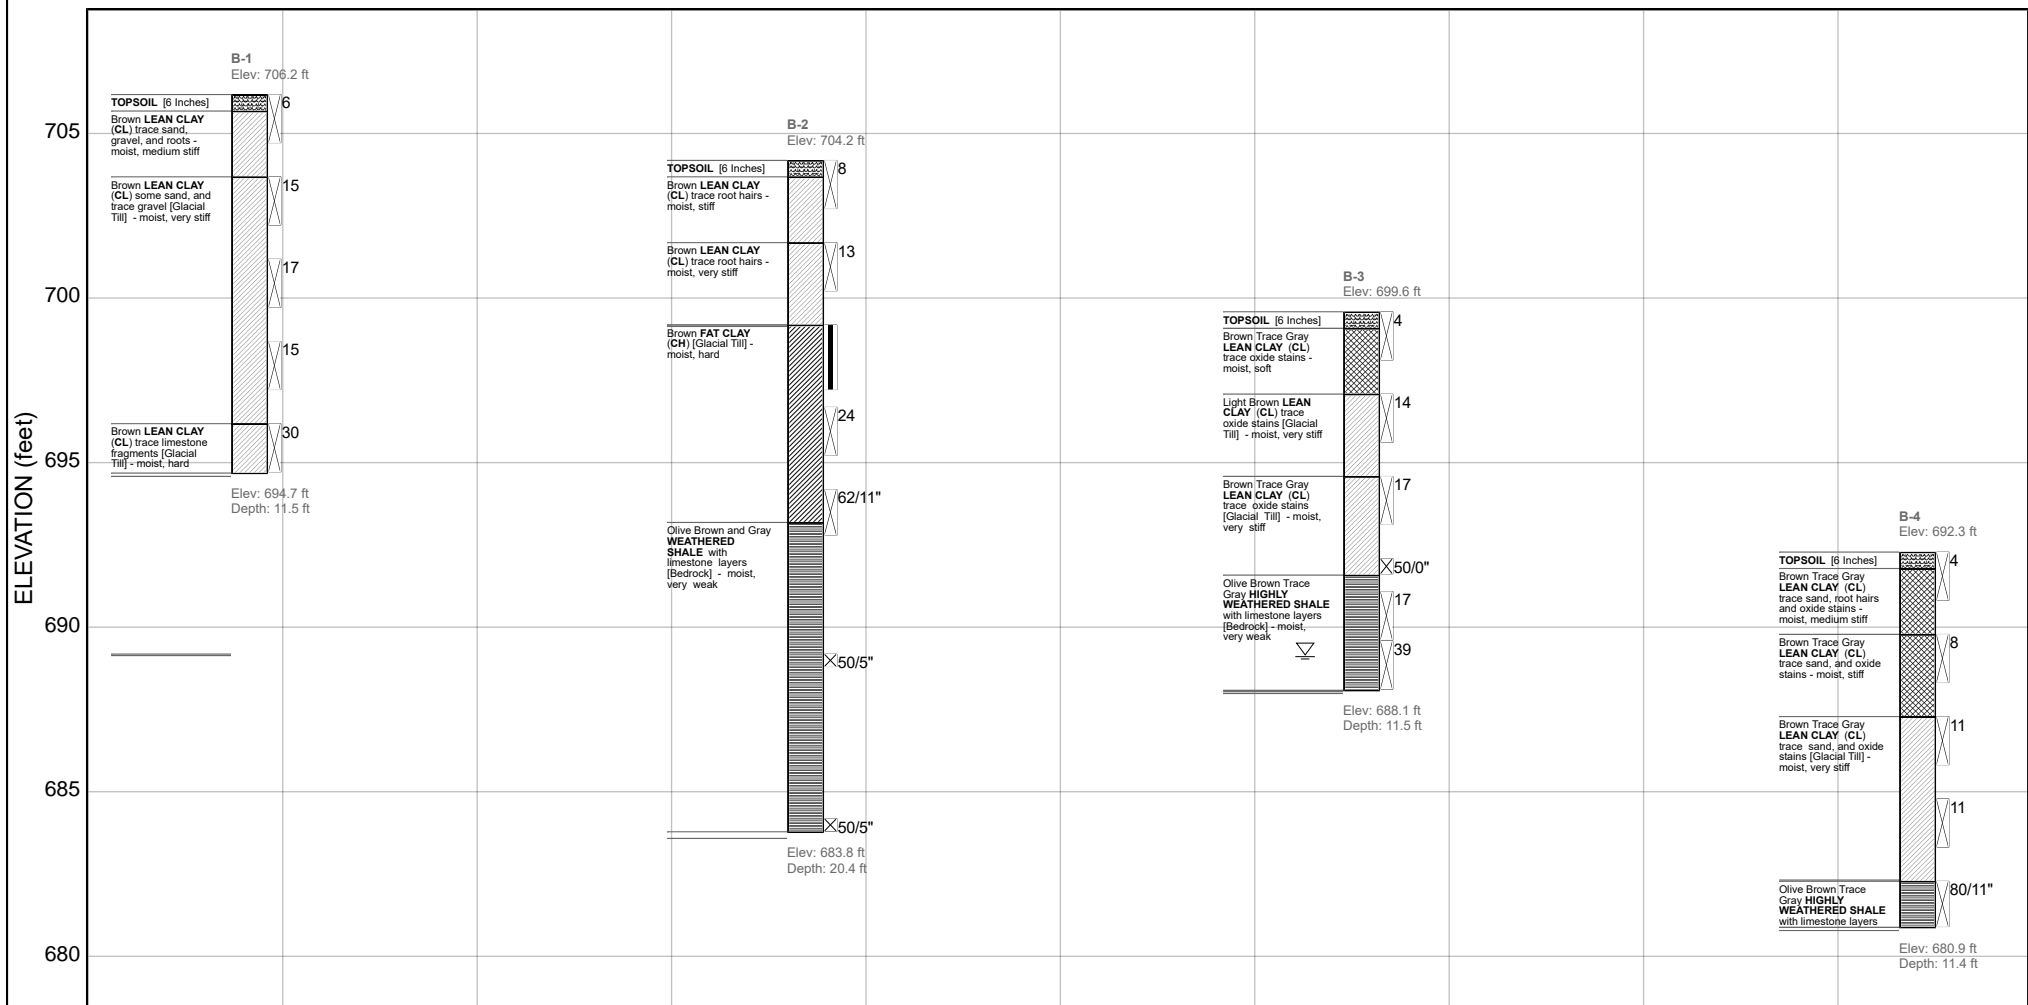 ELEVATION (feet)
705
700
695
690
685
680
B-1
Elev: 706.2 ft
TOPSOIL [6 Inches]
6
Brown LEAN CLAY
(CL) trace sand,
gravel, and roots -
moist, medium stiff
Brown LEAN CLAY
(CL) some sand, and
trace gravel [Glacial
Till] - moist, very stiff
15
17
15
Brown LEAN CLAY
(CL) trace limestone
fragments [Glacial
Till] - moist, hard
30
Elev: 694.7 ft
Depth: 11.5 ft
B-2
Elev: 704.2 ft
TOPSOIL [6 Inches]
8
Brown LEAN CLAY
(CL) trace root hairs -
moist, stiff
Brown LEAN CLAY
(CL) trace root hairs -
moist, very stiff
13
Brown FAT CLAY
(CH) [Glacial Till] -
moist, hard
24
62/11"
Olive Brown and Gray
WEATHERED
SHALE with
limestone layers
[Bedrock] - moist,
very weak
50/5"
50/5"
Elev: 683.8 ft
Depth: 20.4 ft
B-3
Elev: 699.6 ft
TOPSOIL [6 Inches]
4
Brown Trace Gray
LEAN CLAY (CL)
trace oxide stains -
moist, soft
Light Brown LEAN
CLAY (CL) trace
oxide stains [Glacial
Till] - moist, very stiff
14
Brown Trace Gray
LEAN CLAY (CL)
trace oxide stains
[Glacial Till] - moist,
very stiff
17
50/0"
Olive Brown Trace
Gray HIGHLY
WEATHERED SHALE
with limestone layers
[Bedrock] - moist,
very weak
17
39
Elev: 688.1 ft
Depth: 11.5 ft
B-4
Elev: 692.3 ft
TOPSOIL [6 Inches]
4
Brown Trace Gray
LEAN CLAY (CL)
trace sand, root hairs
and oxide stains -
moist, medium stiff
Brown Trace Gray
LEAN CLAY (CL)
trace sand, and oxide
stains - moist, stiff
8
Brown Trace Gray
LEAN CLAY (CL)
trace sand, and oxide
stains [Glacial Till] -
moist, very stiff
11
11
Olive Brown Trace
Gray HIGHLY
WEATHERED SHALE
with limestone layers
80/11"
Elev: 680.9 ft
Depth: 11.4 ft